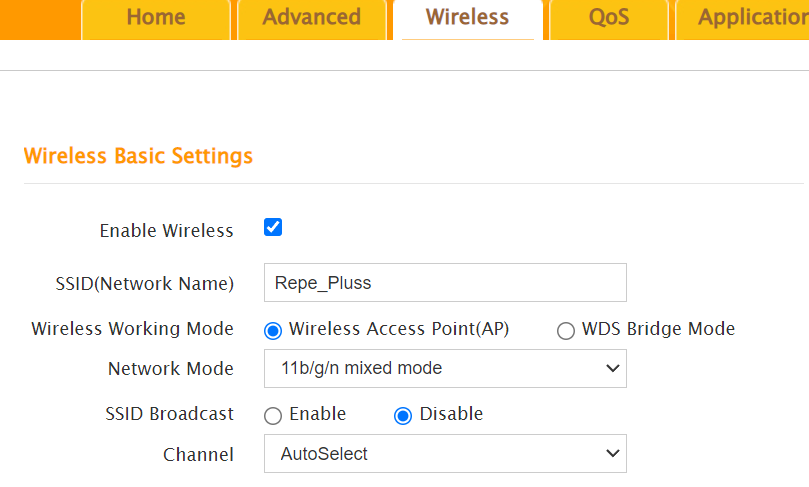 Home Advanced Wireless QoS Application
Wireless Basic Settings
Enable Wireless
SSID(Network Name) Repe_Pluss
Wireless Working Mode Wireless Access Point(AP) WDS Bridge Mode
Network Mode 11b/g/n mixed mode
SSID Broadcast Enable Disable
Channel AutoSelect